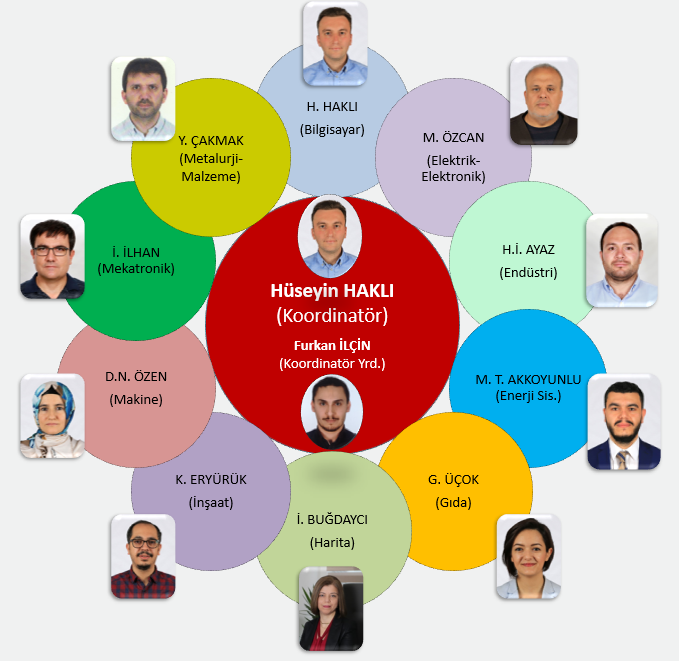 H. HAKLI
(Bilgisayar)
M. ÖZCAN
(Elektrik-
Elektronik)
H.İ. AYAZ
(Endüstri)
M. T. AKKOYUNLU
(Enerji Sis.)
G. ÜÇOK
(Gıda)
İ. BUĞDAYCI
(Harita)
K. ERYÜRÜK
(İnşaat)
D.N. ÖZEN
(Makine)
İ. İLHAN
(Mekatronik)
Y. ÇAKMAK
(Metalurji-
Malzeme)
Hüseyin HAKLI
(Koordinatör)
Furkan İLÇİN
(Koordinatör Yrd.)